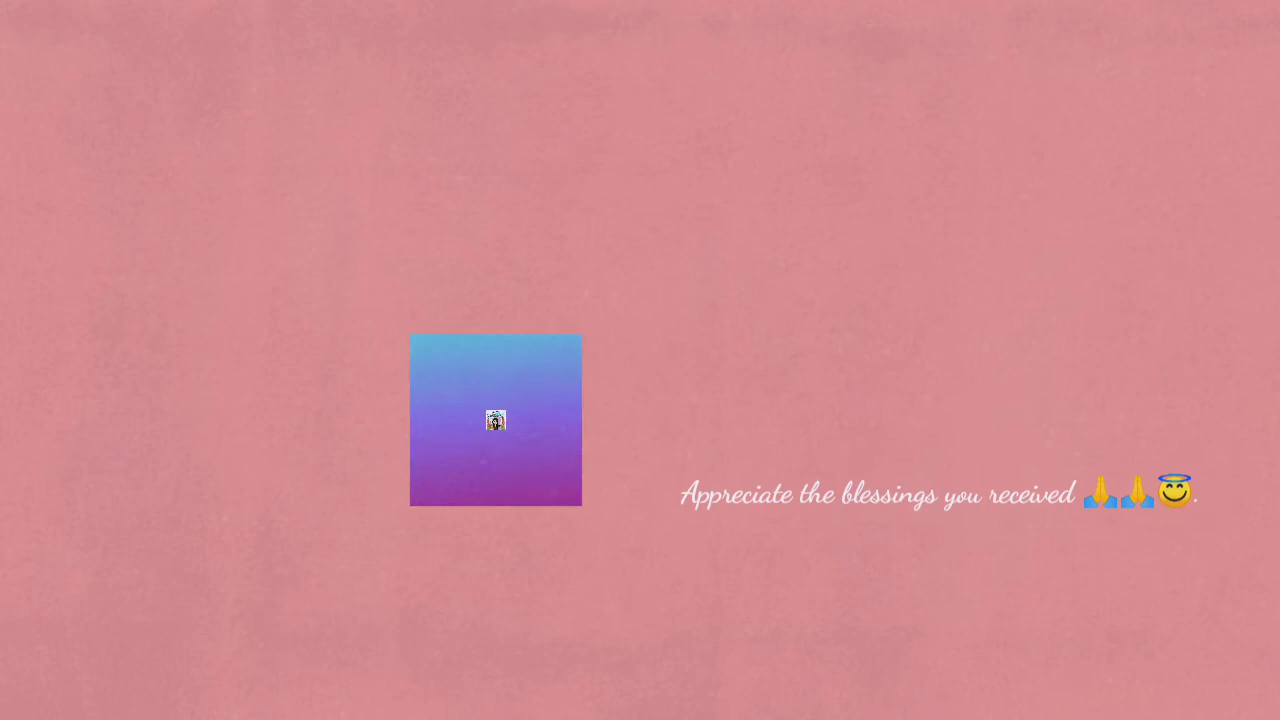 Appreciate the blessings you received 🙏🙏😇.